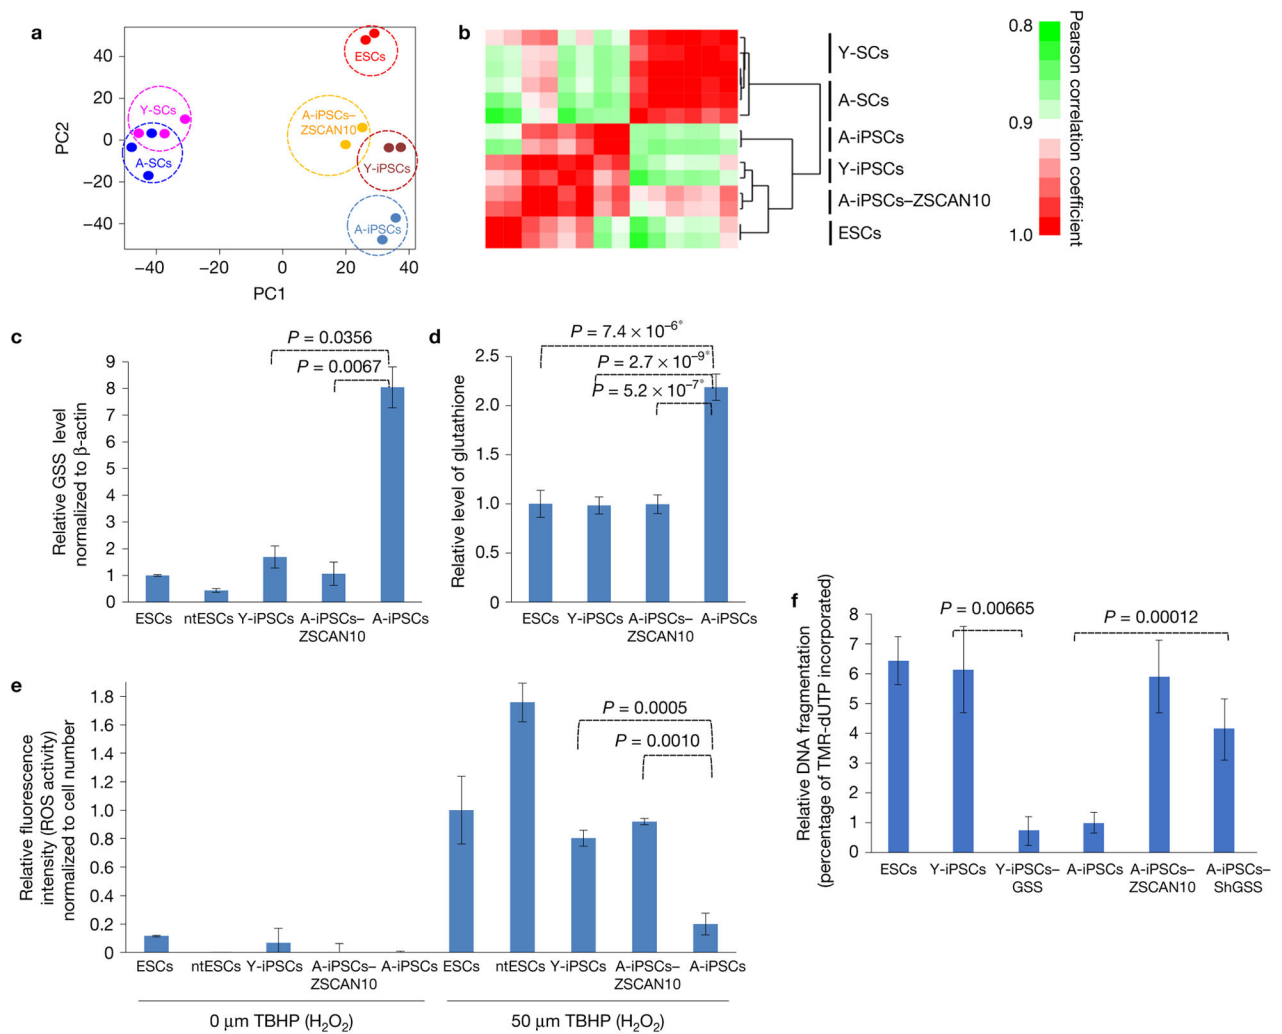 a
PC2
40
20
0
−20
−40
−40
−20
0
20
40
PC1
ESCs
Y-SCs
A-SCs
A-iPSCs–
ZSCAN10
Y-iPSCs
A-iPSCs
b
Y-SCs
A-SCs
A-iPSCs
Y-iPSCs
A-iPSCs–ZSCAN10
ESCs
0.8
0.9
1.0
Pearson correlation coefficient
c
Relative GSS level
normalized to β-actin
9
8
7
6
5
4
3
2
1
0
P = 0.0356
P = 0.0067
ESCs ntESCs Y-iPSCs A-iPSCs– A-iPSCs
ZSCAN10
d
Relative level of glutathione
2.5
2.0
1.5
1.0
0.5
0
P = 7.4 × 10⁻⁶*
P = 2.7 × 10⁻⁹*
P = 5.2 × 10⁻⁷*
ESCs Y-iPSCs A-iPSCs– A-iPSCs
ZSCAN10
e
Relative fluorescence
intensity (ROS activity)
normalized to cell number
1.8
1.6
1.4
1.2
1.0
0.8
0.6
0.4
0.2
0
P = 0.0005
P = 0.0010
ESCs ntESCs Y-iPSCs A-iPSCs– A-iPSCs ESCs ntESCs Y-iPSCs A-iPSCs– A-iPSCs
ZSCAN10 ZSCAN10
0 μm TBHP (H₂O₂) 50 μm TBHP (H₂O₂)
f
Relative DNA fragmentation
(percentage of TMR-dUTP incorporated)
8
7
6
5
4
3
2
1
0
P = 0.00665
P = 0.00012
ESCs Y-iPSCs Y-iPSCs– A-iPSCs A-iPSCs– A-iPSCs–
GSS ZSCAN10 ShGSS